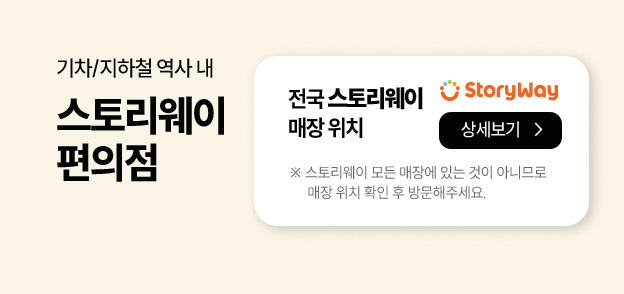 기차/지하철 역사 내
스토리웨이
편의점
전국 스토리웨이
매장 위치
StoryWay
상세보기 >
※ 스토리웨이 모든 매장에 있는 것이 아니므로
매장 위치 확인 후 방문해주세요.